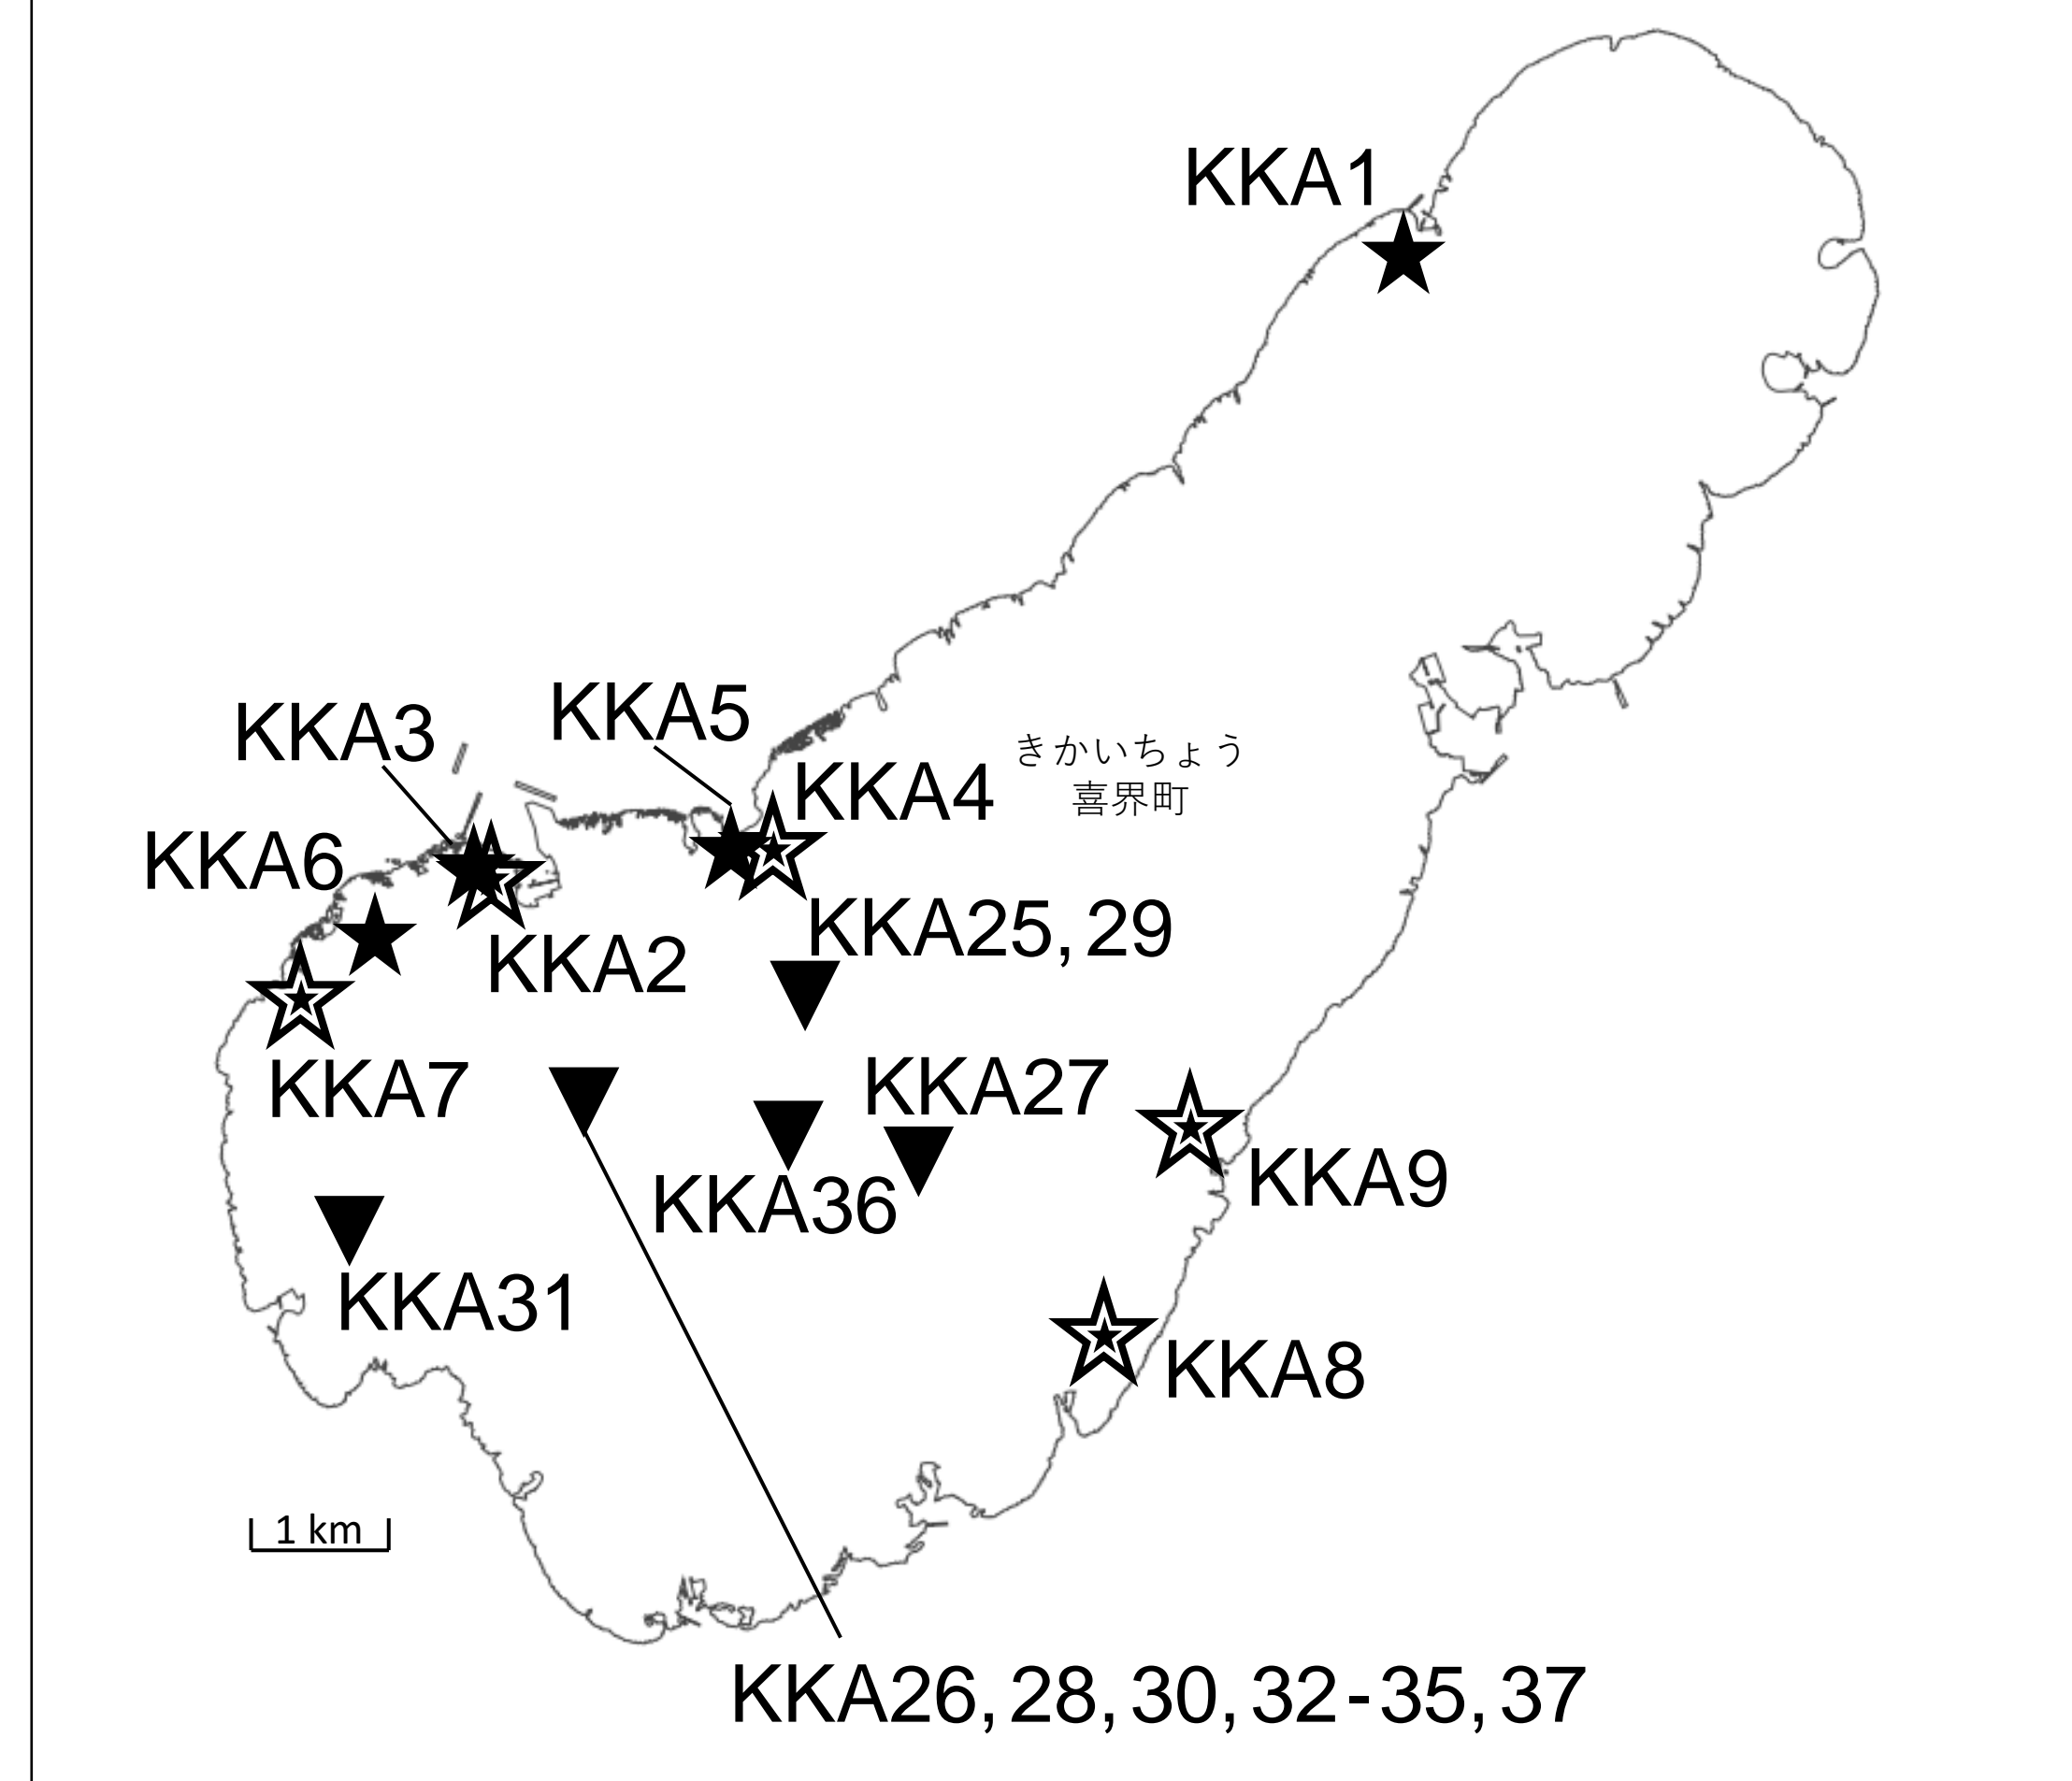 KKA1
KKA5
KKA3
きかいちょう
喜界町
KKA4
KKA6
KKA25, 29
KKA2
KKA7
KKA27
KKA36
KKA9
KKA31
KKA8
1 km
KKA26, 28, 30, 32-35, 37